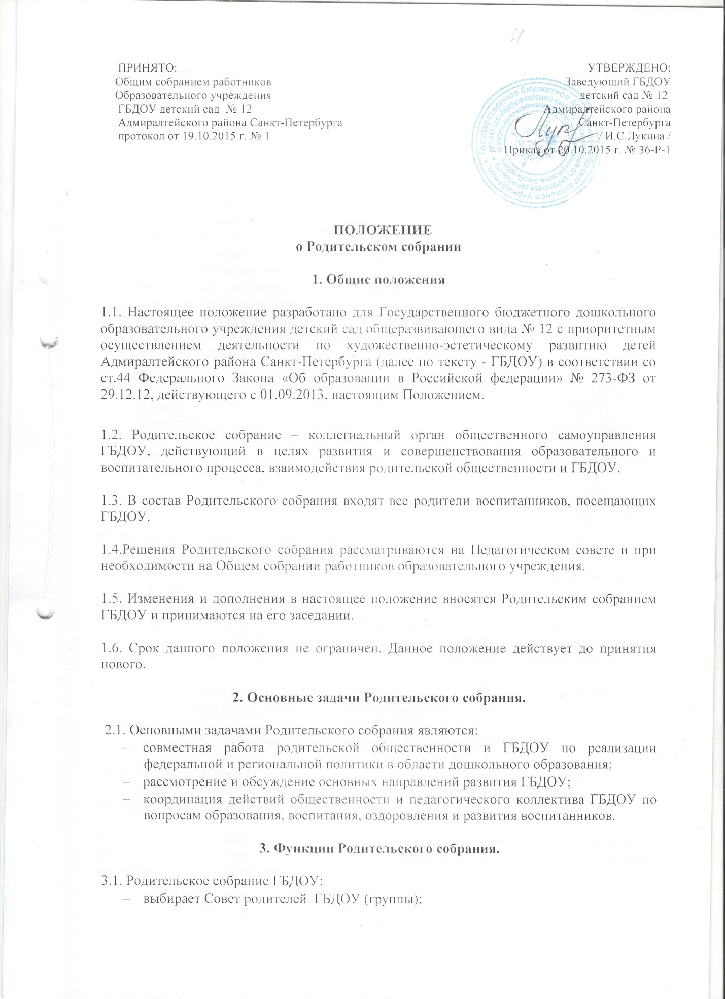 4
ПРИНЯТО:
Общим собранием работников
Образовательного учреждения
ГБДОУ детский сад № 12
Адмиралтейского района Санкт-Петербурга
протокол от 19.10.2015 г. № 1
УТВЕРЖДЕНО:
Заведующий ГБДОУ
детский сад № 12
Адмиралтейского района
Санкт-Петербурга
/ И.С.Лукина /
Приказ от 20.10.2015 г. № 36-Р-1
Государственное бюджетное дошкольное образовательное учреждение
ПОЛОЖЕНИЕ
о Родительском собрании
1. Общие положения
1.1. Настоящее положение разработано для Государственного бюджетного дошкольного
образовательного учреждения детский сад общеразвивающего вида № 12 с приоритетным
осуществлением деятельности по художественно-эстетическому развитию детей
Адмиралтейского района Санкт-Петербурга (далее по тексту - ГБДОУ) в соответствии со
ст.44 Федерального Закона «Об образовании в Российской федерации» № 273-ФЗ от
29.12.12, действующего с 01.09.2013, настоящим Положением.
1.2. Родительское собрание – коллегиальный орган общественного самоуправления
ГБДОУ, действующий в целях развития и совершенствования образовательного и
воспитательного процесса, взаимодействия родительской общественности и ГБДОУ.
1.3. В состав Родительского собрания входят все родители воспитанников, посещающих
ГБДОУ.
1.4.Решения Родительского собрания рассматриваются на Педагогическом совете и при
необходимости на Общем собрании работников образовательного учреждения.
1.5. Изменения и дополнения в настоящее положение вносятся Родительским собранием
ГБДОУ и принимаются на его заседании.
1.6. Срок данного положения не ограничен. Данное положение действует до принятия
нового.
2. Основные задачи Родительского собрания.
2.1. Основными задачами Родительского собрания являются:
– совместная работа родительской общественности и ГБДОУ по реализации
федеральной и региональной политики в области дошкольного образования;
– рассмотрение и обсуждение основных направлений развития ГБДОУ;
– координация действий общественности и педагогического коллектива ГБДОУ по
вопросам образования, воспитания, оздоровления и развития воспитанников.
3. Функции Родительского собрания.
3.1. Родительское собрание ГБДОУ:
– выбирает Совет родителей ГБДОУ (группы);